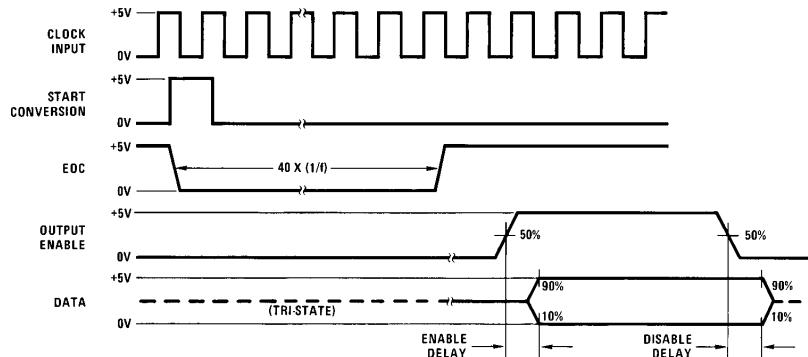 +5V
CLOCK
INPUT
0V
+5V
START
CONVERSION
0V
+5V
EOC
40 X (1/f)
0V
+5V
OUTPUT
ENABLE
50%
50%
0V
+5V
90%
90%
DATA
(TRI-STATE)
10%
10%
0V
ENABLE
DELAY
DISABLE
DELAY